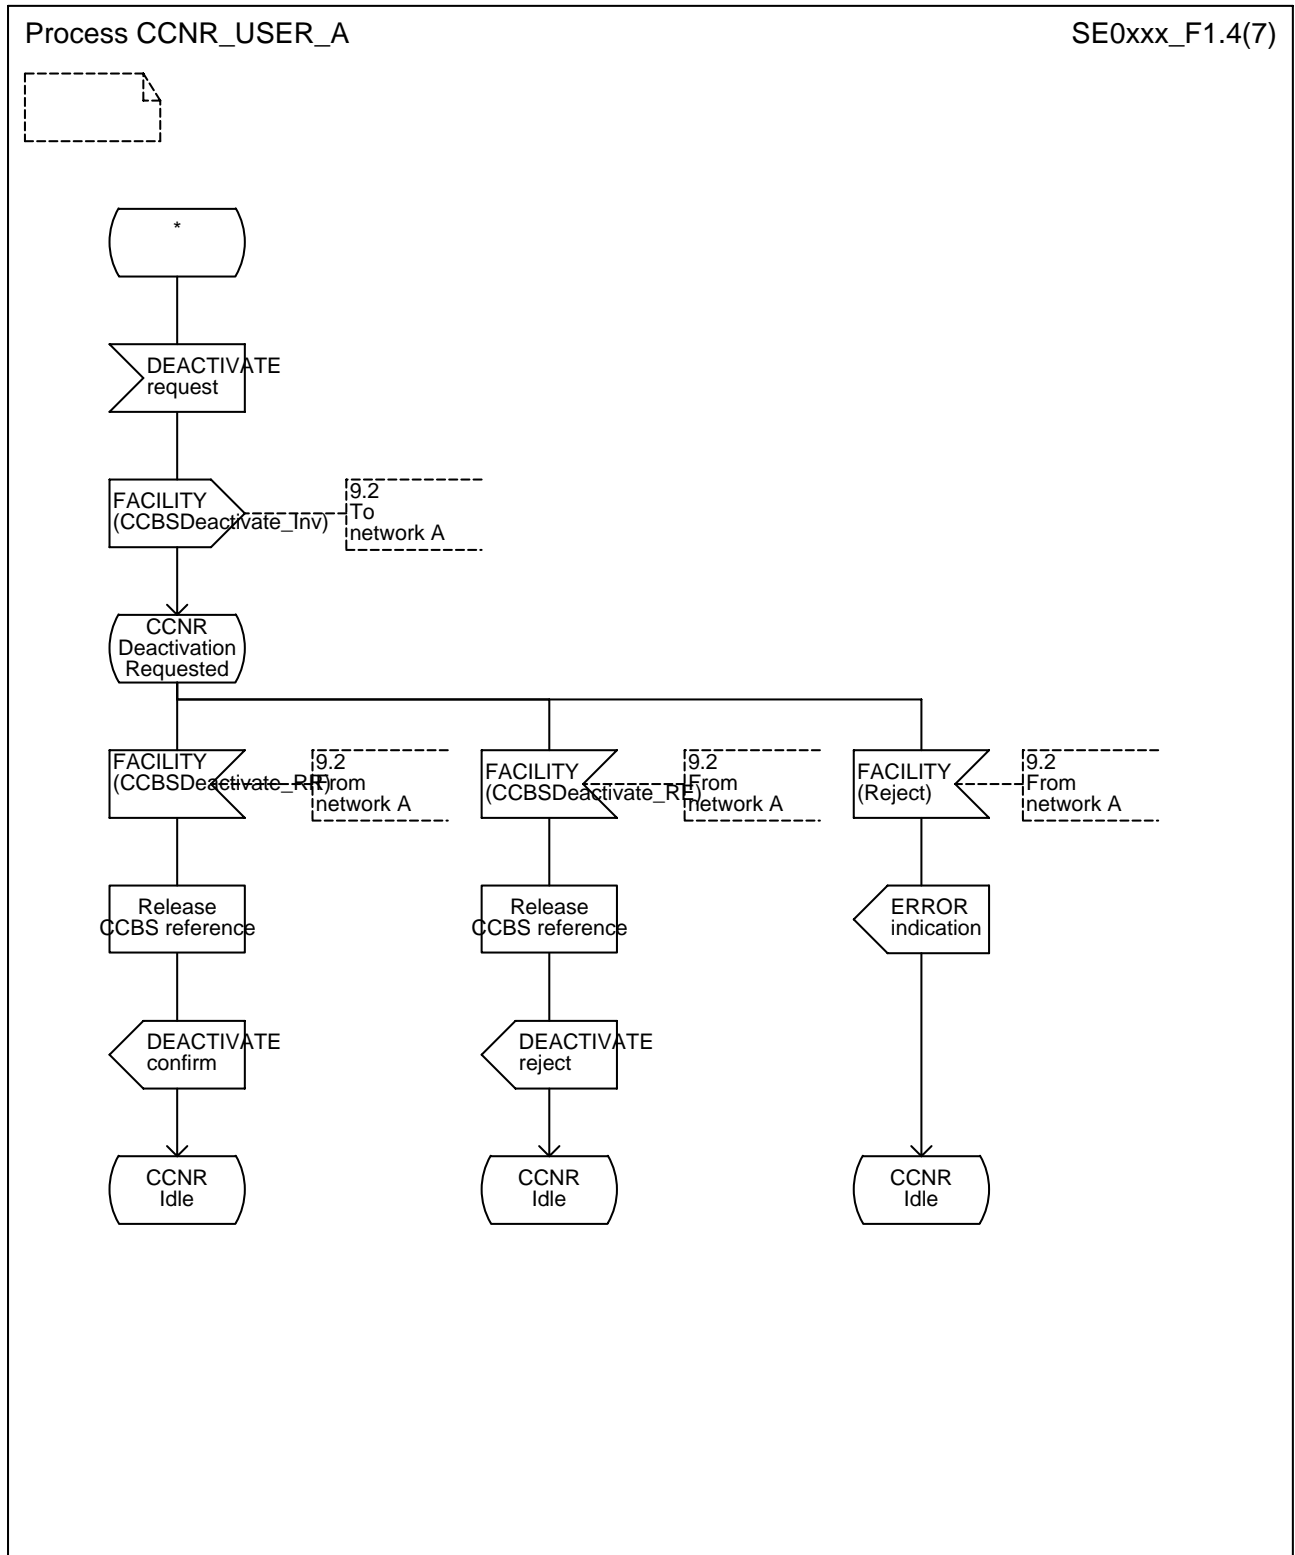 Process CCNR_USER_A
SE0xxx_F1.4(7)
*
DEACTIVATE
request
FACILITY
(CCBSDeactivate_Inv)
9.2
To
network A
CCNR
Deactivation
Requested
FACILITY
(CCBSDeactivate_RR)
9.2
From
network A
FACILITY
(CCBSDeactivate_RE)
9.2
From
network A
FACILITY
(Reject)
9.2
From
network A
Release
CCBS reference
Release
CCBS reference
ERROR
indication
DEACTIVATE
confirm
DEACTIVATE
reject
CCNR
Idle
CCNR
Idle
CCNR
Idle